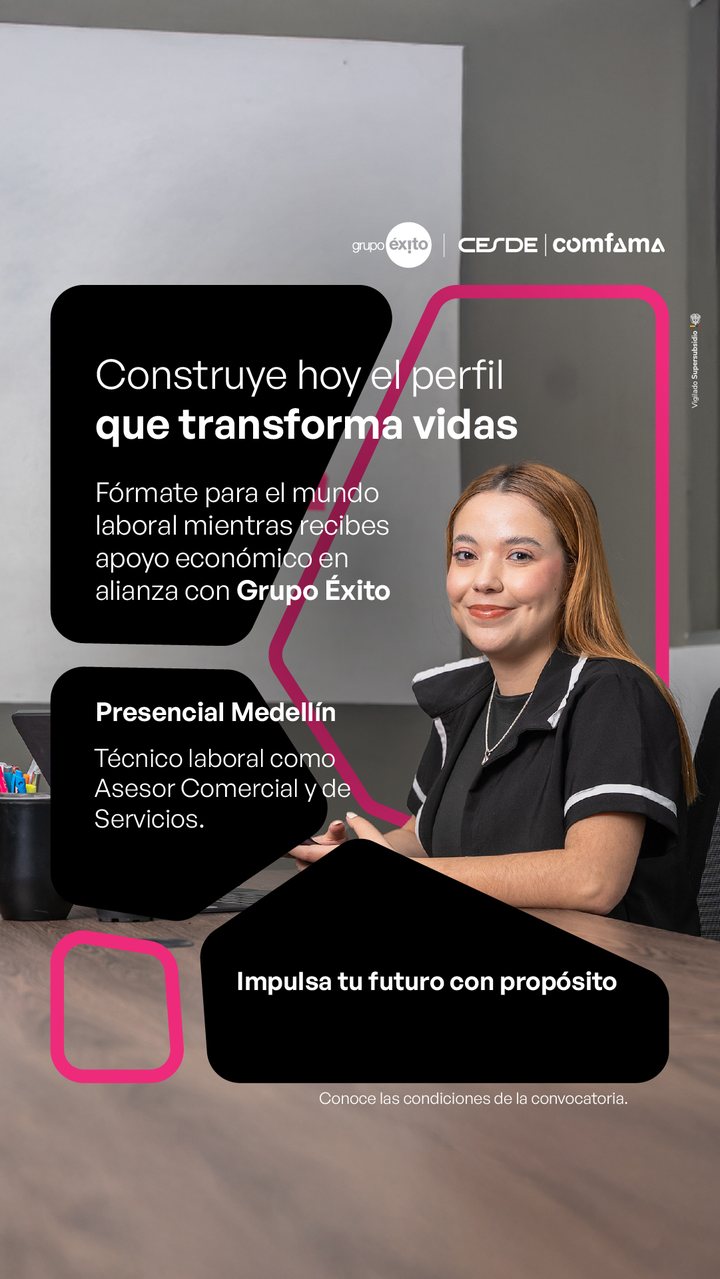 grupo éxito | CESDE | comfama
Vigilado Supersubsidio
Construye hoy el perfil
que transforma vidas
Fórmate para el mundo
laboral mientras recibes
apoyo económico en
alianza con Grupo Éxito
Presencial Medellín
Técnico laboral como
Asesor Comercial y de
Servicios.
Impulsa tu futuro con propósito
Conoce las condiciones de la convocatoria.